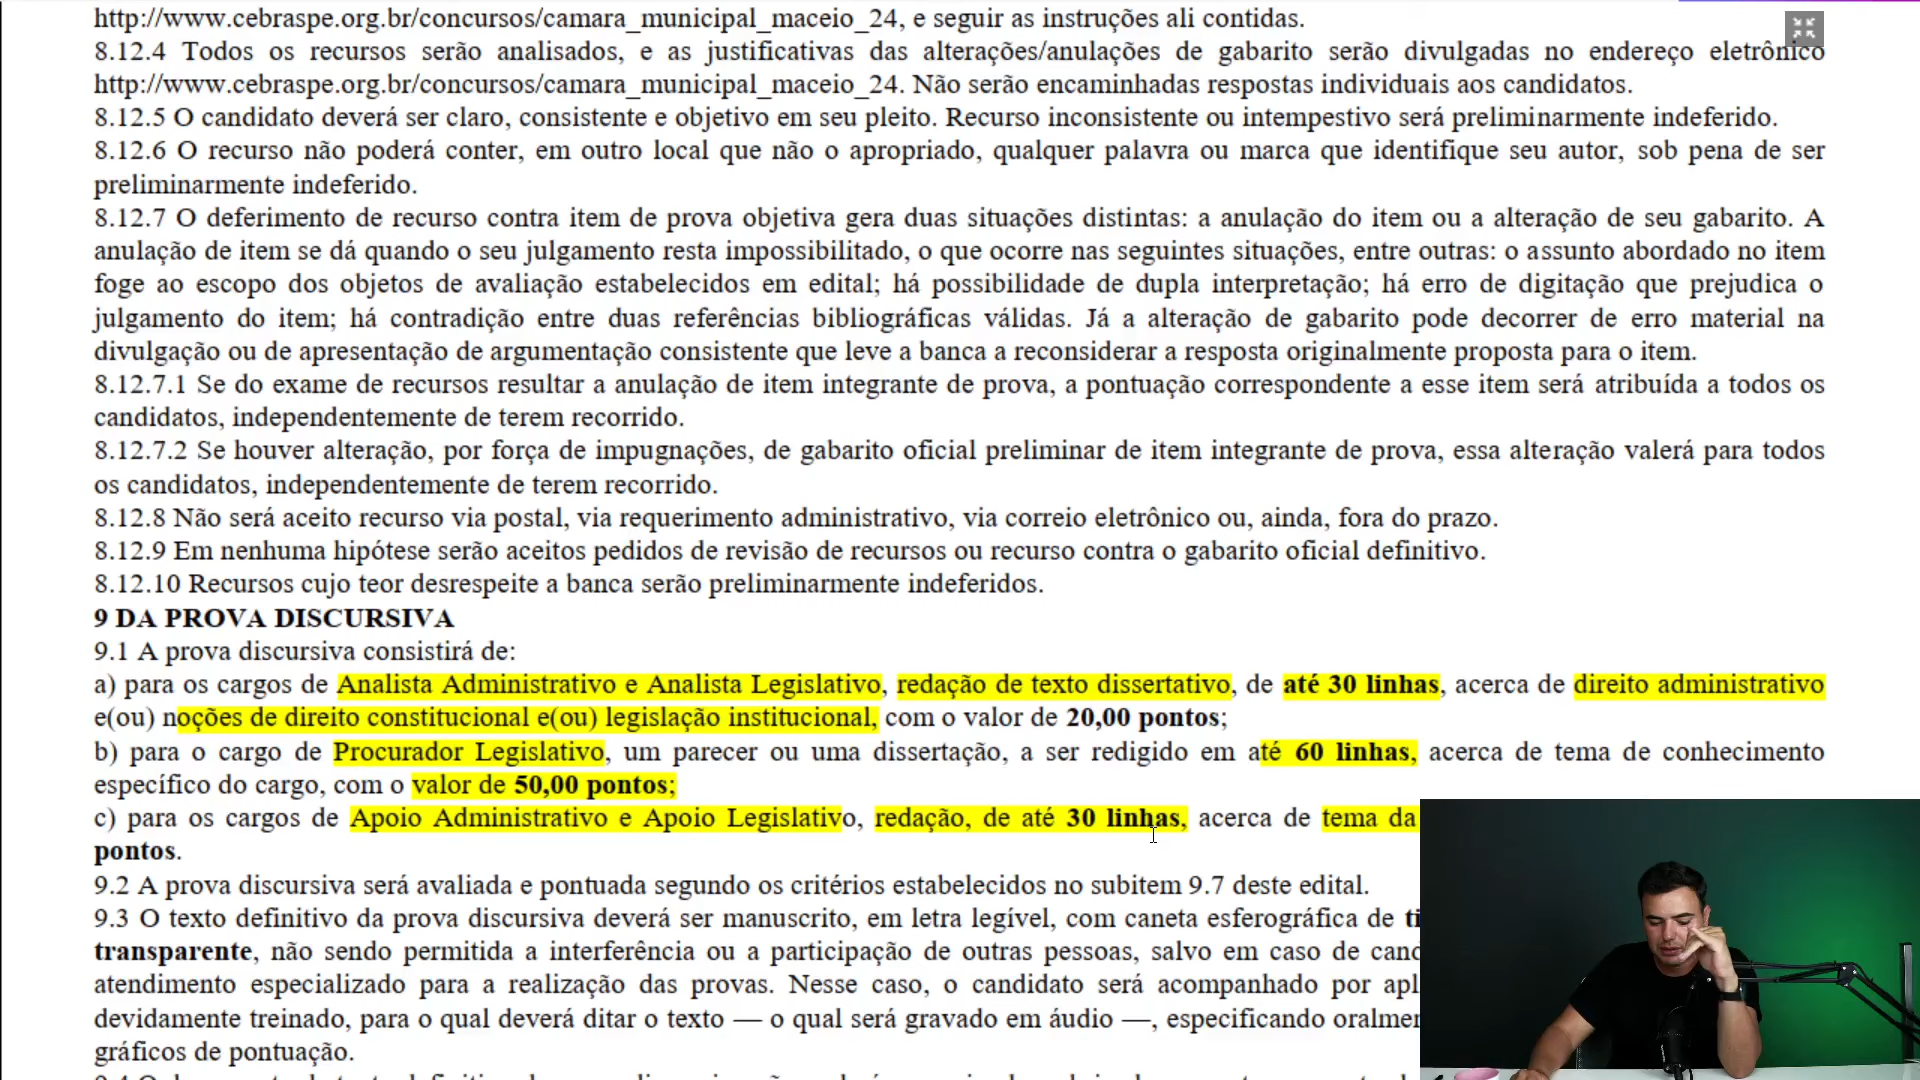 http://www.cebraspe.org.br/concursos/camara_municipal_maceio_24, e seguir as instruções ali contidas.
8.12.4 Todos os recursos serão analisados, e as justificativas das alterações/anulações de gabarito serão divulgadas no endereço eletrônico
http://www.cebraspe.org.br/concursos/camara_municipal_maceio_24. Não serão encaminhadas respostas individuais aos candidatos.
8.12.5 O candidato deverá ser claro, consistente e objetivo em seu pleito. Recurso inconsistente ou intempestivo será preliminarmente indeferido.
8.12.6 O recurso não poderá conter, em outro local que não o apropriado, qualquer palavra ou marca que identifique seu autor, sob pena de ser
preliminarmente indeferido.
8.12.7 O deferimento de recurso contra item de prova objetiva gera duas situações distintas: a anulação do item ou a alteração de seu gabarito. A
anulação de item se dá quando o seu julgamento resta impossibilitado, o que ocorre nas seguintes situações, entre outras: o assunto abordado no item
foge ao escopo dos objetos de avaliação estabelecidos em edital; há possibilidade de dupla interpretação; há erro de digitação que prejudica o
julgamento do item; há contradição entre duas referências bibliográficas válidas. Já a alteração de gabarito pode decorrer de erro material na
divulgação ou de apresentação de argumentação consistente que leve a banca a reconsiderar a resposta originalmente proposta para o item.
8.12.7.1 Se do exame de recursos resultar a anulação de item integrante de prova, a pontuação correspondente a esse item será atribuída a todos os
candidatos, independentemente de terem recorrido.
8.12.7.2 Se houver alteração, por força de impugnações, de gabarito oficial preliminar de item integrante de prova, essa alteração valerá para todos
os candidatos, independentemente de terem recorrido.
8.12.8 Não será aceito recurso via postal, via requerimento administrativo, via correio eletrônico ou, ainda, fora do prazo.
8.12.9 Em nenhuma hipótese serão aceitos pedidos de revisão de recursos ou recurso contra o gabarito oficial definitivo.
8.12.10 Recursos cujo teor desrespeite a banca serão preliminarmente indeferidos.
9 DA PROVA DISCURSIVA
9.1 A prova discursiva consistirá de:
a) para os cargos de Analista Administrativo e Analista Legislativo, redação de texto dissertativo, de até 30 linhas, acerca de direito administrativo
e(ou) noções de direito constitucional e(ou) legislação institucional, com o valor de 20,00 pontos;
b) para o cargo de Procurador Legislativo, um parecer ou uma dissertação, a ser redigido em até 60 linhas, acerca de tema de conhecimento
específico do cargo, com o valor de 50,00 pontos;
c) para os cargos de Apoio Administrativo e Apoio Legislativo, redação, de até 30 linhas, acerca de tema da
pontos.
9.2 A prova discursiva será avaliada e pontuada segundo os critérios estabelecidos no subitem 9.7 deste edital.
9.3 O texto definitivo da prova discursiva deverá ser manuscrito, em letra legível, com caneta esferográfica de
transparente, não sendo permitida a interferência ou a participação de outras pessoas, salvo em caso de
atendimento especializado para a realização das provas. Nesse caso, o candidato será acompanhado por
devidamente treinado, para o qual deverá ditar o texto — o qual será gravado em áudio —, especificando
gráficos de pontuação.